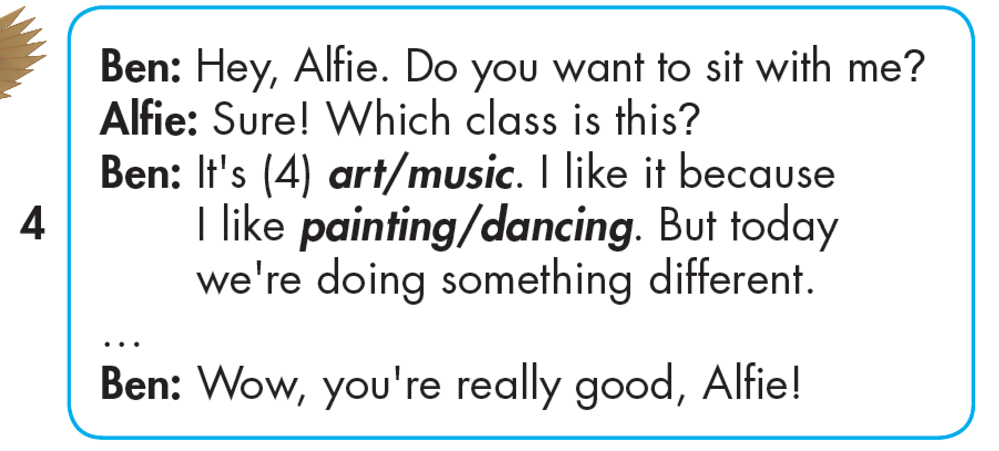 Ben: Hey, Alfie. Do you want to sit with me?
Alfie: Sure! Which class is this?
Ben: It's (4) art/music. I like it because
4
I like painting/dancing. But today
we're doing something different.
...
Ben: Wow, you're really good, Alfie!